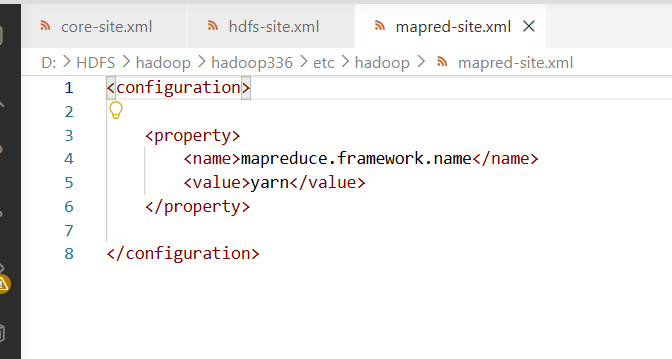 core-site.xml hdfs-site.xml mapred-site.xml
D: > HDFS > hadoop > hadoop336 > etc > hadoop > mapred-site.xml
1 <configuration>
2
3 <property>
4 <name>mapreduce.framework.name</name>
5 <value>yarn</value>
6 </property>
7
8 </configuration>